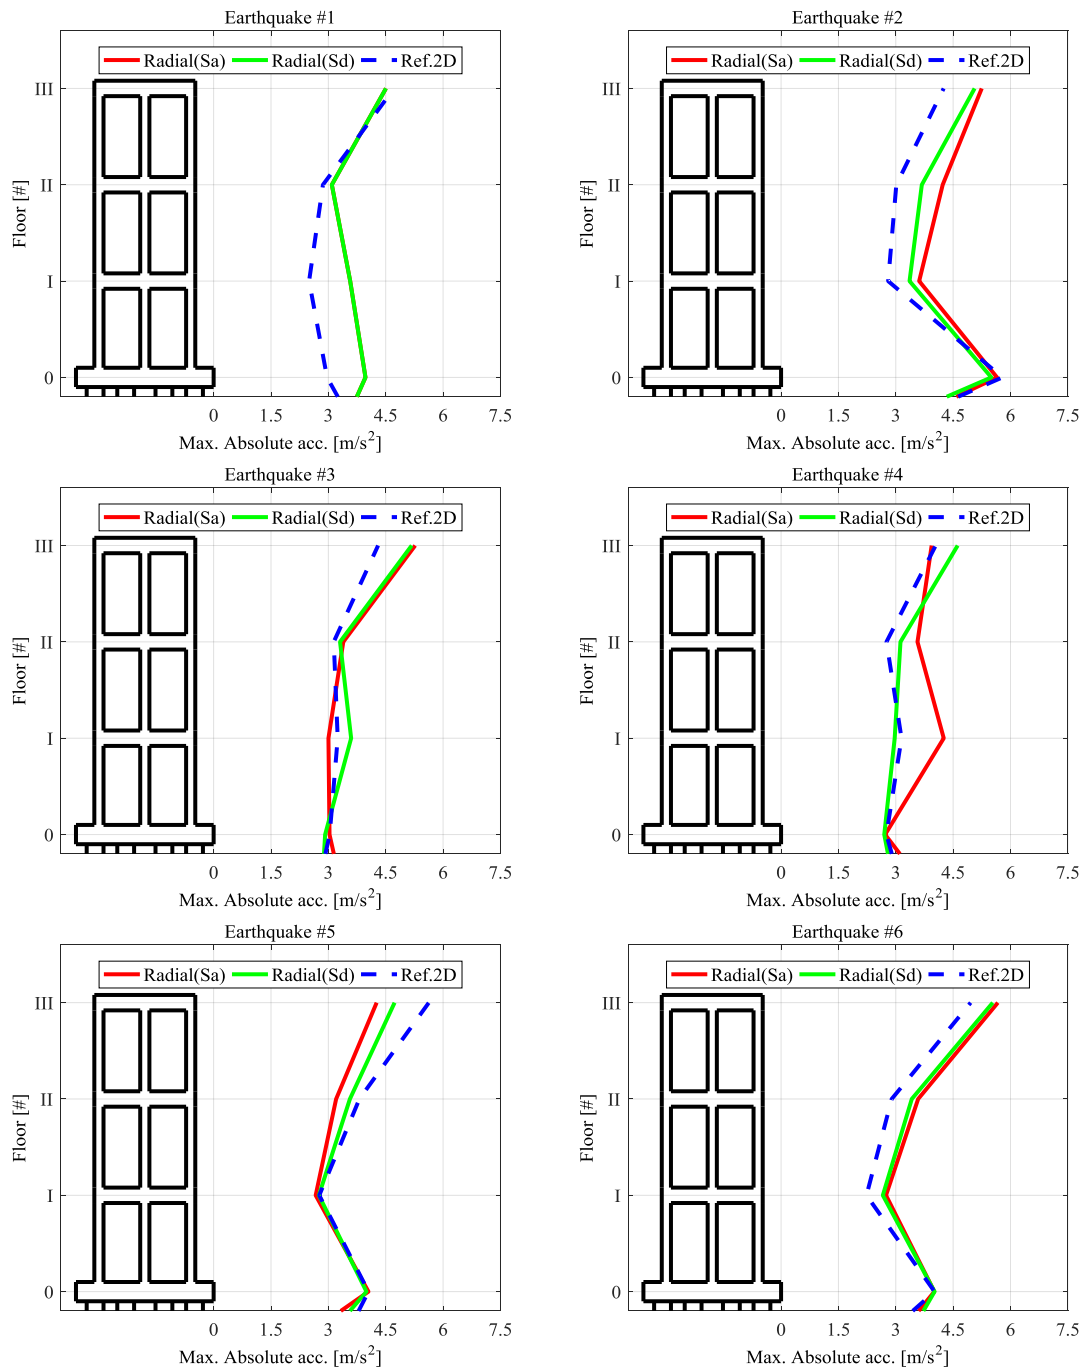 Earthquake #1
Radial(Sa) Radial(Sd) Ref.2D
III
II
I
0
Floor [#]
0 1.5 3 4.5 6 7.5
Max. Absolute acc. [m/s²]
Earthquake #2
Radial(Sa) Radial(Sd) Ref.2D
III
II
I
0
Floor [#]
0 1.5 3 4.5 6 7.5
Max. Absolute acc. [m/s²]
Earthquake #3
Radial(Sa) Radial(Sd) Ref.2D
III
II
I
0
Floor [#]
0 1.5 3 4.5 6 7.5
Max. Absolute acc. [m/s²]
Earthquake #4
Radial(Sa) Radial(Sd) Ref.2D
III
II
I
0
Floor [#]
0 1.5 3 4.5 6 7.5
Max. Absolute acc. [m/s²]
Earthquake #5
Radial(Sa) Radial(Sd) Ref.2D
III
II
I
0
Floor [#]
0 1.5 3 4.5 6 7.5
Max. Absolute acc. [m/s²]
Earthquake #6
Radial(Sa) Radial(Sd) Ref.2D
III
II
I
0
Floor [#]
0 1.5 3 4.5 6 7.5
Max. Absolute acc. [m/s²]